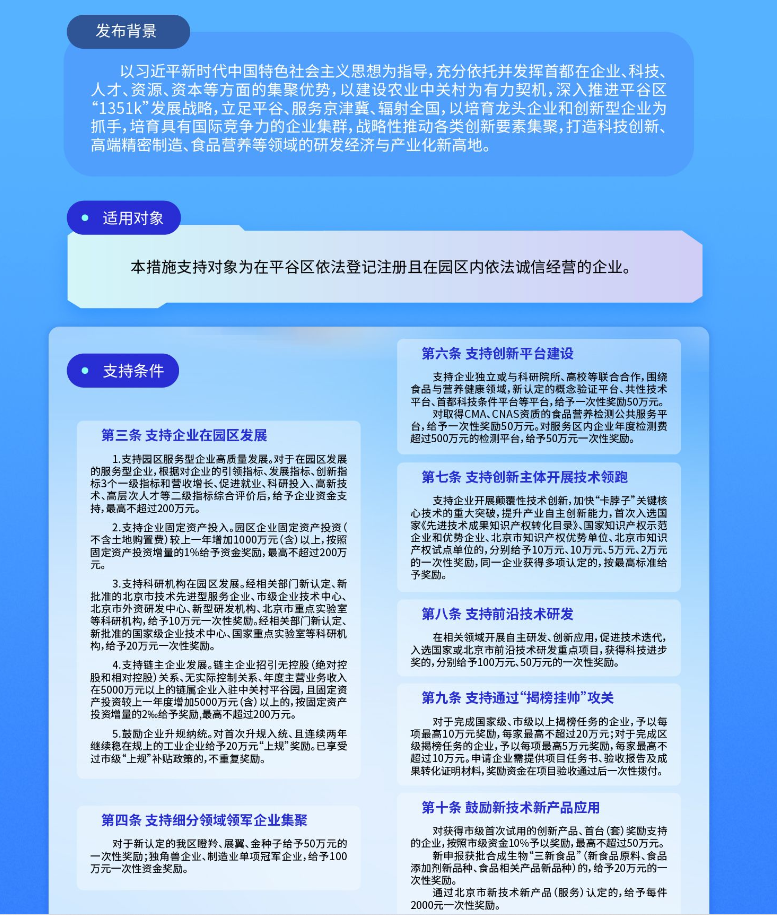 发布背景
以习近平新时代中国特色社会主义思想为指导，充分依托并发挥首都在企业、科技、
人才、资源、资本等方面的集聚优势，以建设农业中关村为有力契机，深入推进平谷区
“1351k”发展战略，立足平谷、服务京津冀、辐射全国，以培育龙头企业和创新型企业为
抓手，培育具有国际竞争力的企业集群，战略性推动各类创新要素集聚，打造科技创新、
高端精密制造、食品营养等领域的研发经济与产业化新高地。
适用对象
本措施支持对象为在平谷区依法登记注册且在园区内依法诚信经营的企业。
支持条件
第三条 支持企业在园区发展
1.支持园区服务型企业高质量发展。对于在园区发展
的服务型企业，根据对企业的引领指标、发展指标、创新指
标3个一级指标和营收增长、促进就业、科研投入、高新技
术、高层次人才等二级指标综合评价后，给予企业资金支
持，最高不超过200万元。
2.支持企业固定资产投入。园区企业固定资产投资（
不含土地购置费）较上一年增加1000万元（含）以上，按照
固定资产投资增量的1%给予资金奖励，最高不超过200万
元。
3.支持科研机构在园区发展。经相关部门新认定、新
批准的北京市技术先进型服务企业、市级企业技术中心、
北京市外资研发中心、新型研发机构、北京市重点实验室
等科研机构，给予10万元一次性奖励。经相关部门新认定、
新批准的国家级企业技术中心、国家重点实验室等科研机
构，给予20万元一次性奖励。
4.支持链主企业发展。链主企业招引无控股（绝对控
股和相对控股）关系、无实际控制关系、年度主营业务收入
在5000万元以上的链属企业入驻中关村平谷园，且固定资
产投资较上一年度增加5000万元（含）以上的，按固定资产
投资增量的2‰给予奖励，最高不超过200万元。
5.鼓励企业升规纳统。对首次升规入统、且连续两年
继续稳在规上的工业企业给予20万元“上规”奖励。已享受
过市级“上规”补贴政策的，不重复奖励。
第四条 支持细分领域领军企业集聚
对于新认定的我区瞪羚、展翼、金种子给予50万元的
一次性奖励；独角兽企业、制造业单项冠军企业，给予100
万元一次性资金奖励。
第六条 支持创新平台建设
支持企业独立或与科研院所、高校等联合合作，围绕
食品与营养健康领域，新认定的概念验证平台、共性技术
平台、首都科技条件平台等平台，给予一次性奖励50万元。
对取得CMA、CNAS资质的食品营养检测公共服务平
台，给予一次性奖励50万元。对服务区内企业年度检测费
超过500万元的检测平台，给予50万元一次性奖励。
第七条 支持创新主体开展技术领跑
支持企业开展颠覆性技术创新，加快“卡脖子”关键核
心技术的重大突破，提升产业自主创新能力，首次入选国
家《先进技术成果知识产权转化目录》、国家知识产权示范
企业和优势企业、北京市知识产权优势单位、北京市知识
产权试点单位的，分别给予10万元、10万元、5万元、2万元
的一次性奖励，同一企业获得多项认定的，按最高标准给
予奖励。
第八条 支持前沿技术研发
在相关领域开展自主研发、创新应用，促进技术迭代，
入选国家或北京市前沿技术研发重点项目，获得科技进步
奖的，分别给予100万元、50万元的一次性奖励。
第九条 支持通过“揭榜挂帅”攻关
对于完成国家级、市级以上揭榜任务的企业，予以每
项最高10万元奖励，每家最高不超过20万元；对于完成区
级揭榜任务的企业，予以每项最高5万元奖励，每家最高不
超过10万元。申请企业需提供项目任务书、验收报告及成
果转化证明材料，奖励资金在项目验收通过后一次性拨付。
第十条 鼓励新技术新产品应用
对获得市级首次试用的创新产品、首台（套）奖励支持
的企业，按照市级资金10%予以奖励，最高不超过50万元。
新申报获批合成生物“三新食品”（新食品原料、食品
添加剂新品种、食品相关产品新品种）的，给予20万元的一
次性奖励。
通过北京市新技术新产品（服务）认定的，给予每件
2000元一次性奖励。